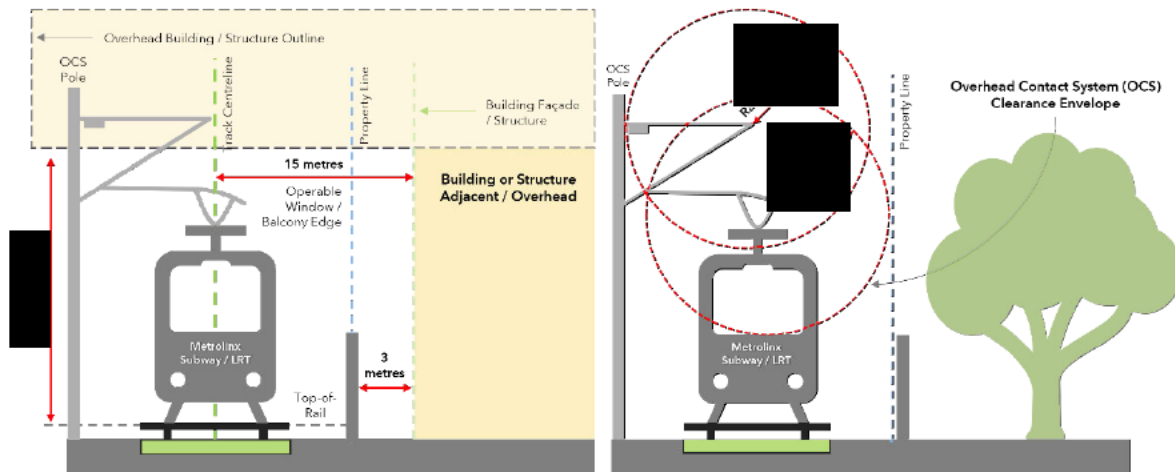 Overhead Building / Structure Outline
OCS
Pole
Track Centreline
Property Line
Building Façade
/ Structure
15 metres
Operable
Window /
Balcony Edge
Building or Structure
Adjacent / Overhead
Metrolinx
Subway / LRT
3
metres
Top-of-
Rail
OCS
Pole
Property Line
Overhead Contact System (OCS)
Clearance Envelope
Metrolinx
Subway / LRT